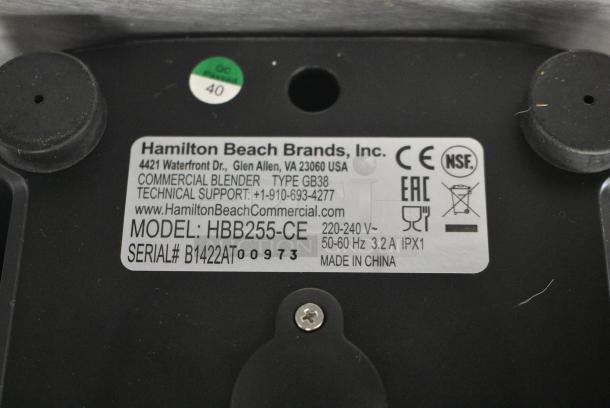 QC
Passed
40
Hamilton Beach Brands, Inc.
4421 Waterfront Dr., Glen Allen, VA 23060 USA
COMMERCIAL BLENDER TYPE GB38
TECHNICAL SUPPORT: +1-910-693-4277
www.HamiltonBeachCommercial.com
MODEL: HBB255-CE
SERIAL# B1422AT00973
220-240 V~
50-60 Hz 3.2 A IPX1
MADE IN CHINA
CE NSF®
EAC